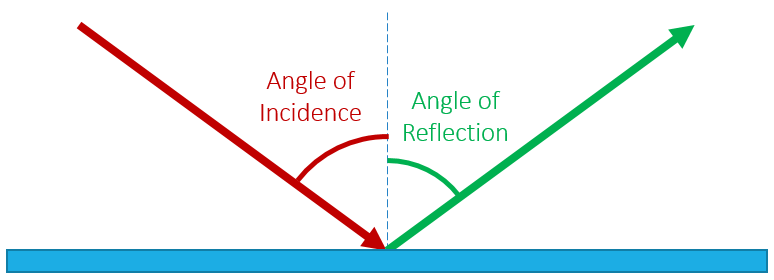 Angle of
Incidence
Angle of
Reflection